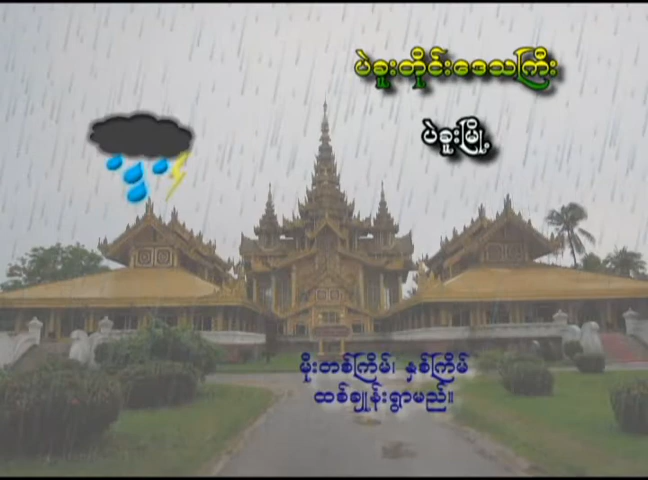 ပဲခူးတိုင်းဒေသကြီး
ပဲခူးမြို့
မိုးတစ်ကြိမ်၊ နှစ်ကြိမ်
ထစ်ချုန်းရွာမည်။